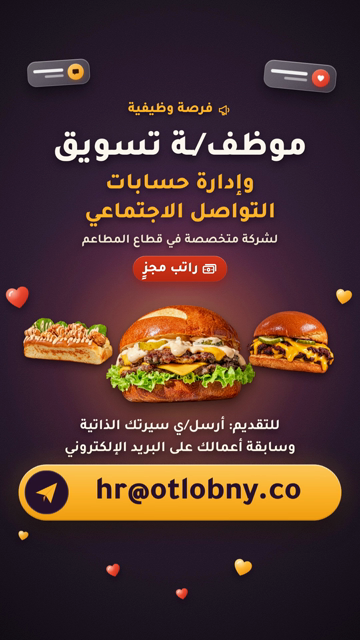 فرصة وظيفية
موظف/ة تسويق
وإدارة حسابات
التواصل الاجتماعي
لشركة متخصصة في قطاع المطاعم
راتب مجزٍ
للتقديم: أرسل/ي سيرتك الذاتية
وسابقة أعمالك على البريد الإلكتروني
hr@otlobny.co